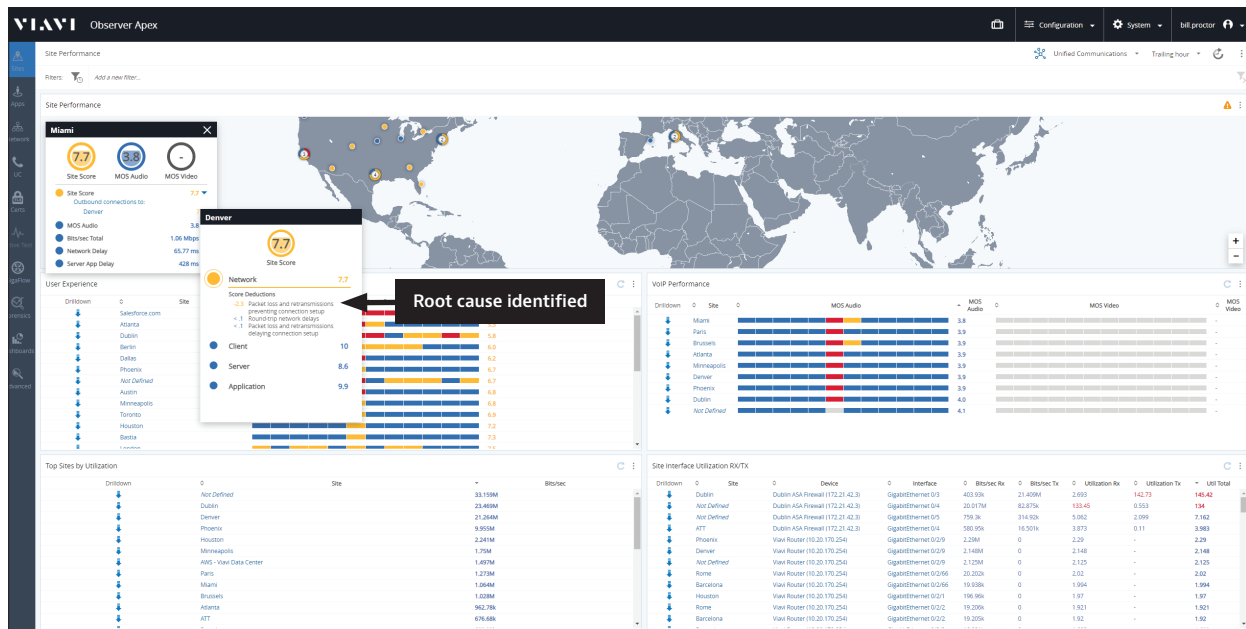 VIAVI Observer Apex
Configuration
System
bill.proctor
Sites
Apps
UC
Certs
Site Performance
Unified Communications
Trailing hour
Filters:
Add a new filter...
Site Performance
Miami
7.7
3.8
-
Site Score
MOS Audio
MOS Video
Site Score 7.7
Outbound connections to:
Denver
MOS Audio 3.8
Bits/sec Total 1.06 Mbps
Network Delay 65.77 ms
Server App Delay 428 ms
Denver
7.7
Site Score
Network 7.7
Score Deductions
-2.3 Packet loss and retransmissions preventing connection setup
<.1 Round-trip network delays
<.1 Packet loss and retransmissions delaying connection setup
Client 10
Server 8.6
Application 9.9
Root cause identified
+
−
User Experience
Drilldown Site
Salesforce.com
Atlanta
Dublin 5.8
Berlin 6.0
Dallas 6.2
Phoenix 6.7
Not Defined 6.7
Austin 6.8
Minneapolis 6.8
Toronto 6.9
Houston 7.2
Bastia 7.3
VoIP Performance
Drilldown Site MOS Audio MOS Audio MOS Video MOS Video
Miami 3.8 -
Paris 3.9 -
Brussels 3.9 -
Atlanta 3.9 -
Minneapolis 3.9 -
Denver 3.9 -
Phoenix 3.9 -
Dublin 4.0 -
Not Defined 4.1 -
Top Sites by Utilization
Drilldown Site Bits/sec
Not Defined 33.159M
Dublin 23.469M
Denver 21.264M
Phoenix 9.955M
Houston 2.241M
Minneapolis 1.75M
AWS - Viavi Data Center 1.497M
Paris 1.273M
Miami 1.064M
Brussels 1.028M
Atlanta 962.78k
ATT 676.68k
Site Interface Utilization RX/TX
Drilldown Site Device Interface Bits/sec Rx Bits/sec Tx Utilization Rx Utilization Tx Util Total
Dublin Dublin ASA Firewall (172.21.42.3) GigabitEthernet 0/3 403.93k 21.409M 2.693 142.73 145.42
Not Defined Dublin ASA Firewall (172.21.42.3) GigabitEthernet 0/4 20.017M 82.875k 133.45 0.553 134
Not Defined Dublin ASA Firewall (172.21.42.3) GigabitEthernet 0/5 759.3k 314.92k 5.062 2.099 7.162
ATT Dublin ASA Firewall (172.21.42.3) GigabitEthernet 0/4 580.95k 16.501k 3.873 0.11 3.983
Phoenix Viavi Router (10.20.170.254) GigabitEthernet 0/2/9 2.29M 0 2.29 - 2.29
Denver Viavi Router (10.20.170.254) GigabitEthernet 0/2/9 2.148M 0 2.148 - 2.148
Not Defined Viavi Router (10.20.170.254) GigabitEthernet 0/2/9 2.125M 0 2.125 - 2.125
Rome Viavi Router (10.20.170.254) GigabitEthernet 0/2/66 20.202k 0 2.02 - 2.02
Barcelona Viavi Router (10.20.170.254) GigabitEthernet 0/2/66 19.938k 0 1.994 - 1.994
Houston Viavi Router (10.20.170.254) GigabitEthernet 0/2/1 196.96k 0 1.97 - 1.97
Rome Viavi Router (10.20.170.254) GigabitEthernet 0/2/2 19.206k 0 1.921 - 1.921
Barcelona Viavi Router (10.20.170.254) GigabitEthernet 0/2/2 19.205k 0 1.92 - 1.92